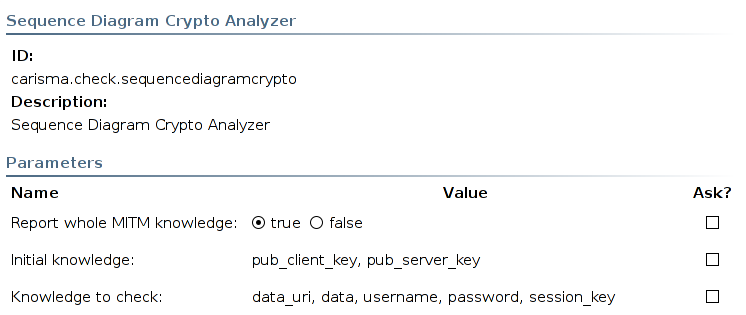 Sequence Diagram Crypto Analyzer
ID:
carisma.check.sequencediagramcrypto
Description:
Sequence Diagram Crypto Analyzer
Parameters
Name Value Ask?
Report whole MITM knowledge: true false
Initial knowledge: pub_client_key, pub_server_key
Knowledge to check: data_uri, data, username, password, session_key